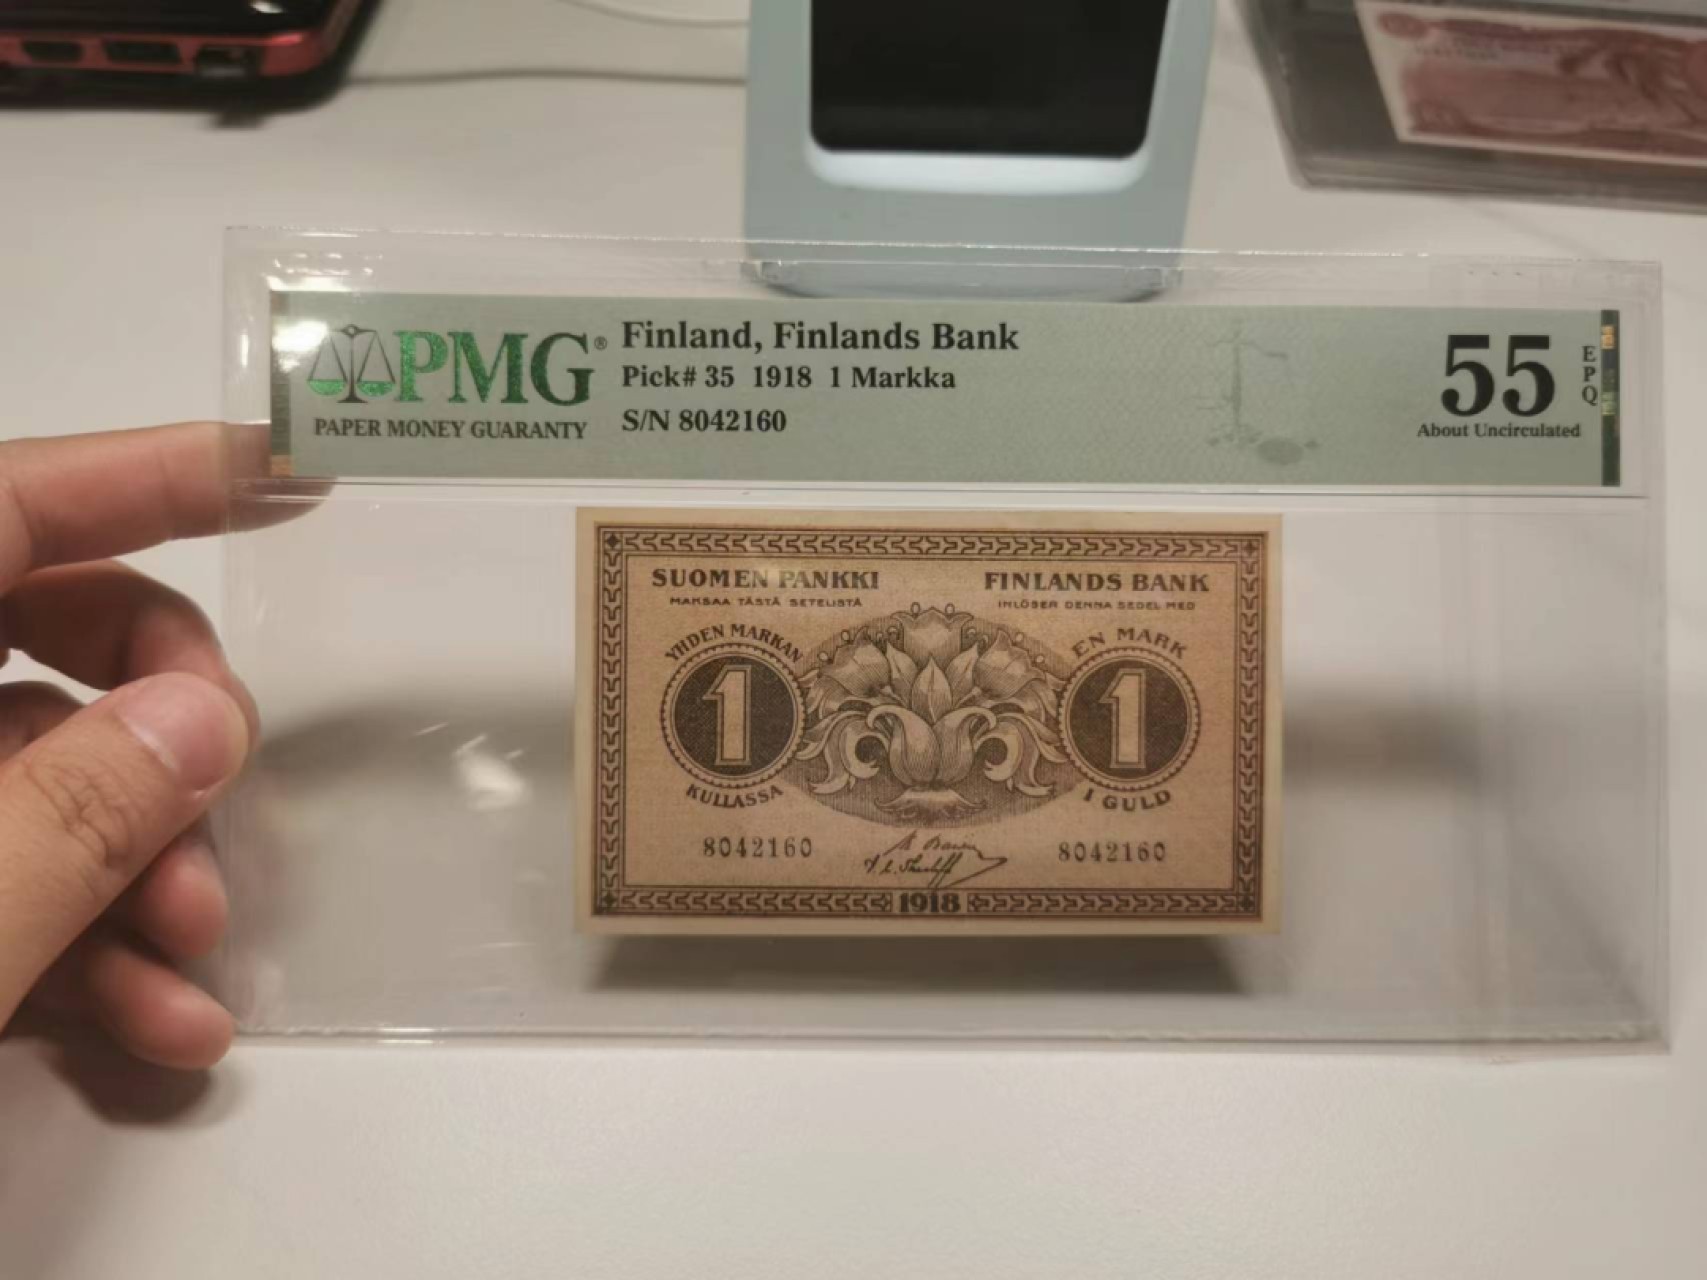 PMG®
PAPER MONEY GUARANTY
Finland, Finlands Bank
Pick# 35 1918 1 Markka
S/N 8042160
55
EPQ
About Uncirculated
SUOMEN PANKKI
MAKSAA TÄSTÄ SETELISTÄ
FINLANDS BANK
INLÖSER DENNA SEDEL MED
YHDEN MARKAN
1
KULLASSA
EN MARK
1
I GULD
8042160
8042160
1918